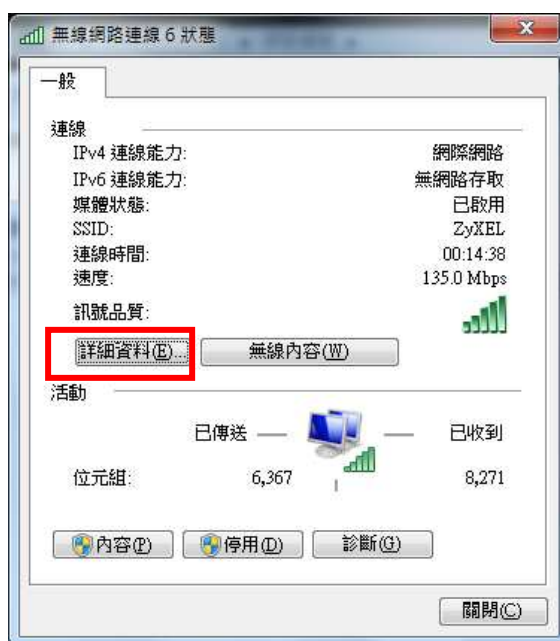 無線網路連線 6 狀態
一般
連線
IPv4 連線能力: 網際網路
IPv6 連線能力: 無網路存取
媒體狀態: 已啟用
SSID: ZyXEL
連線時間: 00:14:38
速度: 135.0 Mbps
訊號品質:
詳細資料(E)... 無線內容(W)
活動
已傳送 — — 已收到
位元組: 6,367 8,271
內容(P) 停用(D) 診斷(G)
關閉(C)